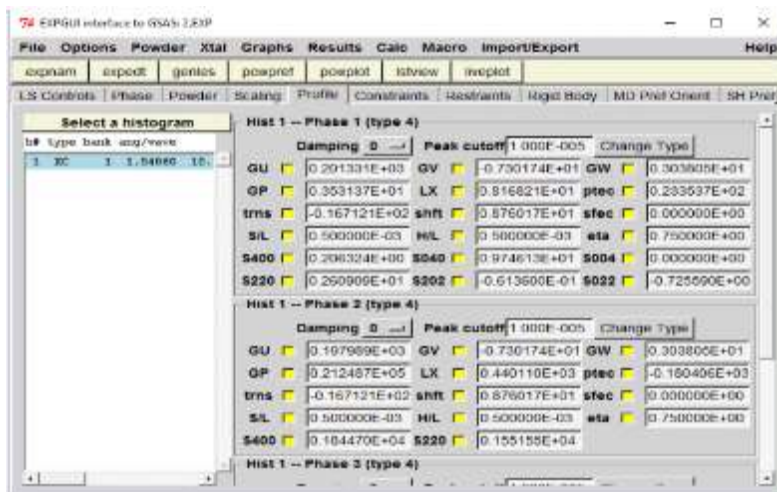 EXPGUI interface to GSAS: 2.EXP
File Options Powder Xtal Graphs Results Calc Macro Import/Export Help
expnam expedt genles powpref powplot lstview liveplot
LS Controls Phase Powder Scaling Profile Constraints Restraints Rigid Body MD Pref Orient SH Pref
Select a histogram
h# type bank ang/wave
1 XC 1 1.54060 10.
Hist 1 -- Phase 1 (type 4)
Damping 0 Peak cutoff 1.000E-005 Change Type
GU 0.201331E+03 GV -0.730174E+01 GW 0.303805E+01
GP 0.353137E+01 LX 0.816821E+01 ptec 0.233537E+02
trns -0.167121E+02 shft 0.876017E+01 sfec 0.000000E+00
S/L 0.500000E-03 H/L 0.500000E-03 eta 0.750000E+00
S400 0.206324E+00 S040 0.974613E+01 S004 0.000000E+00
S220 0.260909E+01 S202 -0.613600E-01 S022 -0.725590E+00
Hist 1 -- Phase 2 (type 4)
Damping 0 Peak cutoff 1.000E-005 Change Type
GU 0.197989E+03 GV -0.730174E+01 GW 0.303805E+01
GP 0.212487E+05 LX 0.440110E+03 ptec -0.180406E+03
trns -0.167121E+02 shft 0.876017E+01 sfec 0.000000E+00
S/L 0.500000E-03 H/L 0.500000E-03 eta 0.750000E+00
S400 0.184470E+04 S220 0.155155E+04
Hist 1 -- Phase 3 (type 4)